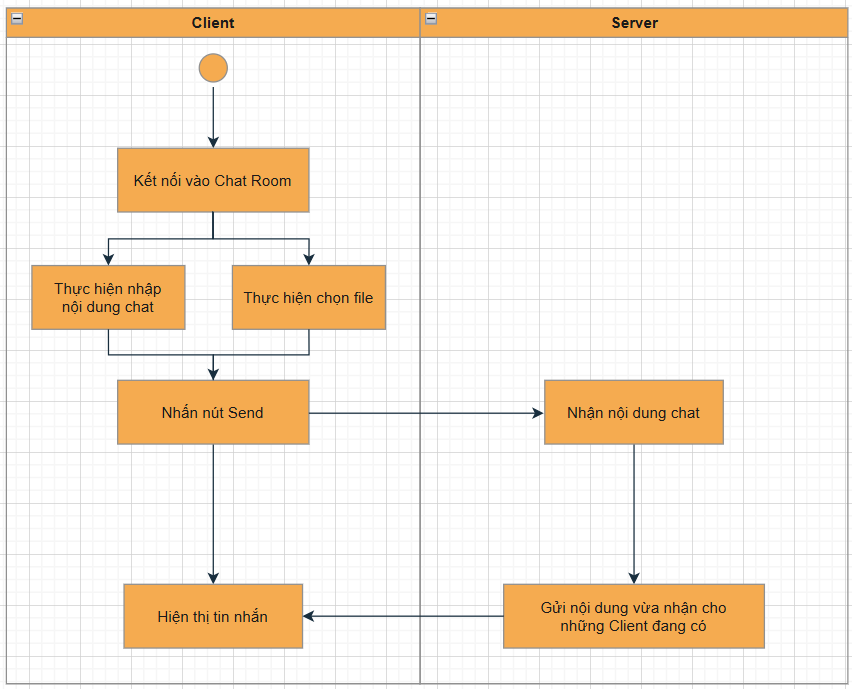 Client
Server
Kết nối vào Chat Room
Thực hiện nhập
nội dung chat
Thực hiện chọn file
Nhấn nút Send
Nhận nội dung chat
Hiện thị tin nhắn
Gửi nội dung vừa nhận cho
những Client đang có